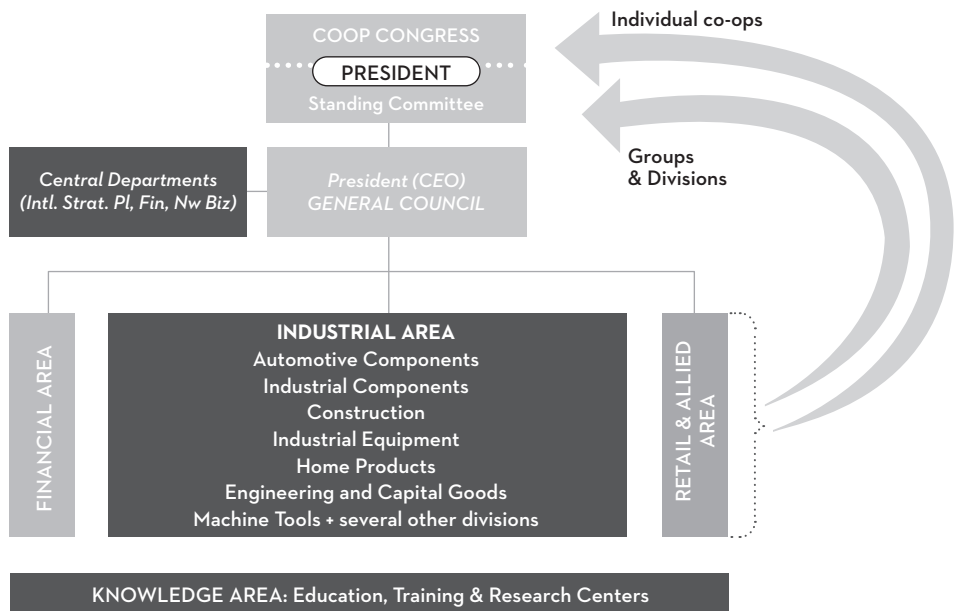 COOP CONGRESS
PRESIDENT
Standing Committee
Individual co-ops
Groups
& Divisions
Central Departments
(Intl. Strat. Pl, Fin, Nw Biz)
President (CEO)
GENERAL COUNCIL
FINANCIAL AREA
INDUSTRIAL AREA
Automotive Components
Industrial Components
Construction
Industrial Equipment
Home Products
Engineering and Capital Goods
Machine Tools + several other divisions
RETAIL & ALLIED
AREA
KNOWLEDGE AREA: Education, Training & Research Centers